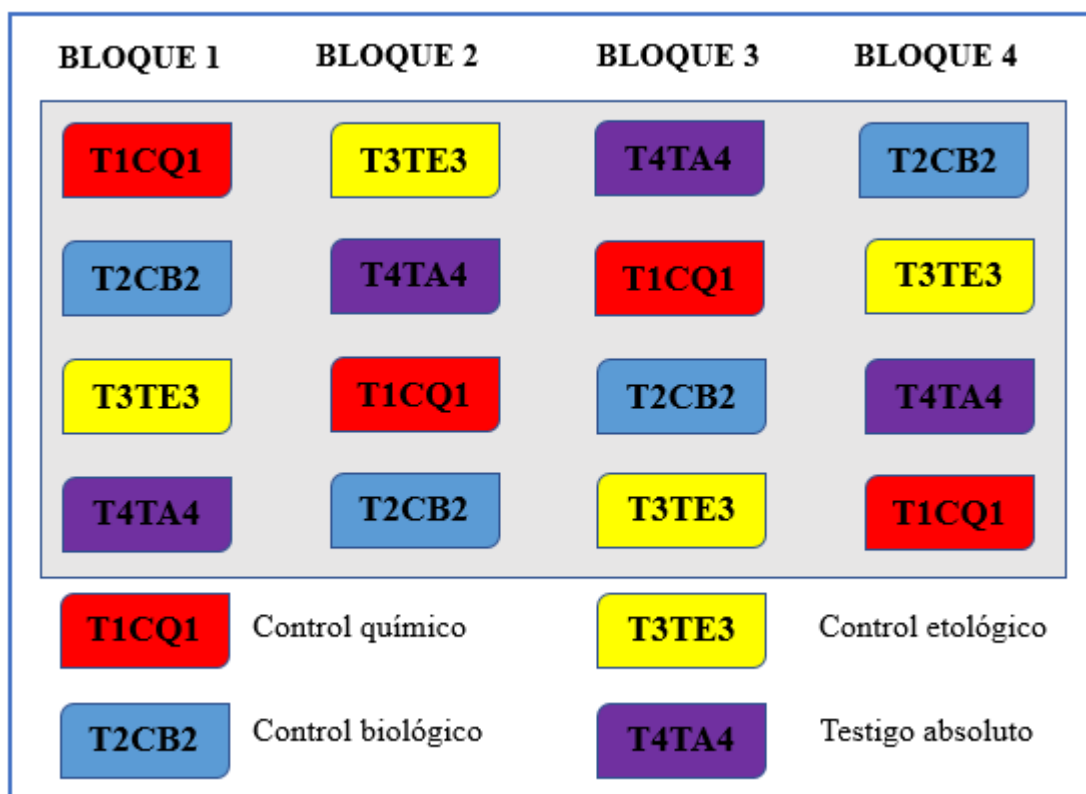 BLOQUE 1 BLOQUE 2 BLOQUE 3 BLOQUE 4
T1CQ1 T3TE3 T4TA4 T2CB2
T2CB2 T4TA4 T1CQ1 T3TE3
T3TE3 T1CQ1 T2CB2 T4TA4
T4TA4 T2CB2 T3TE3 T1CQ1
T1CQ1 Control químico T3TE3 Control etológico
T2CB2 Control biológico T4TA4 Testigo absoluto